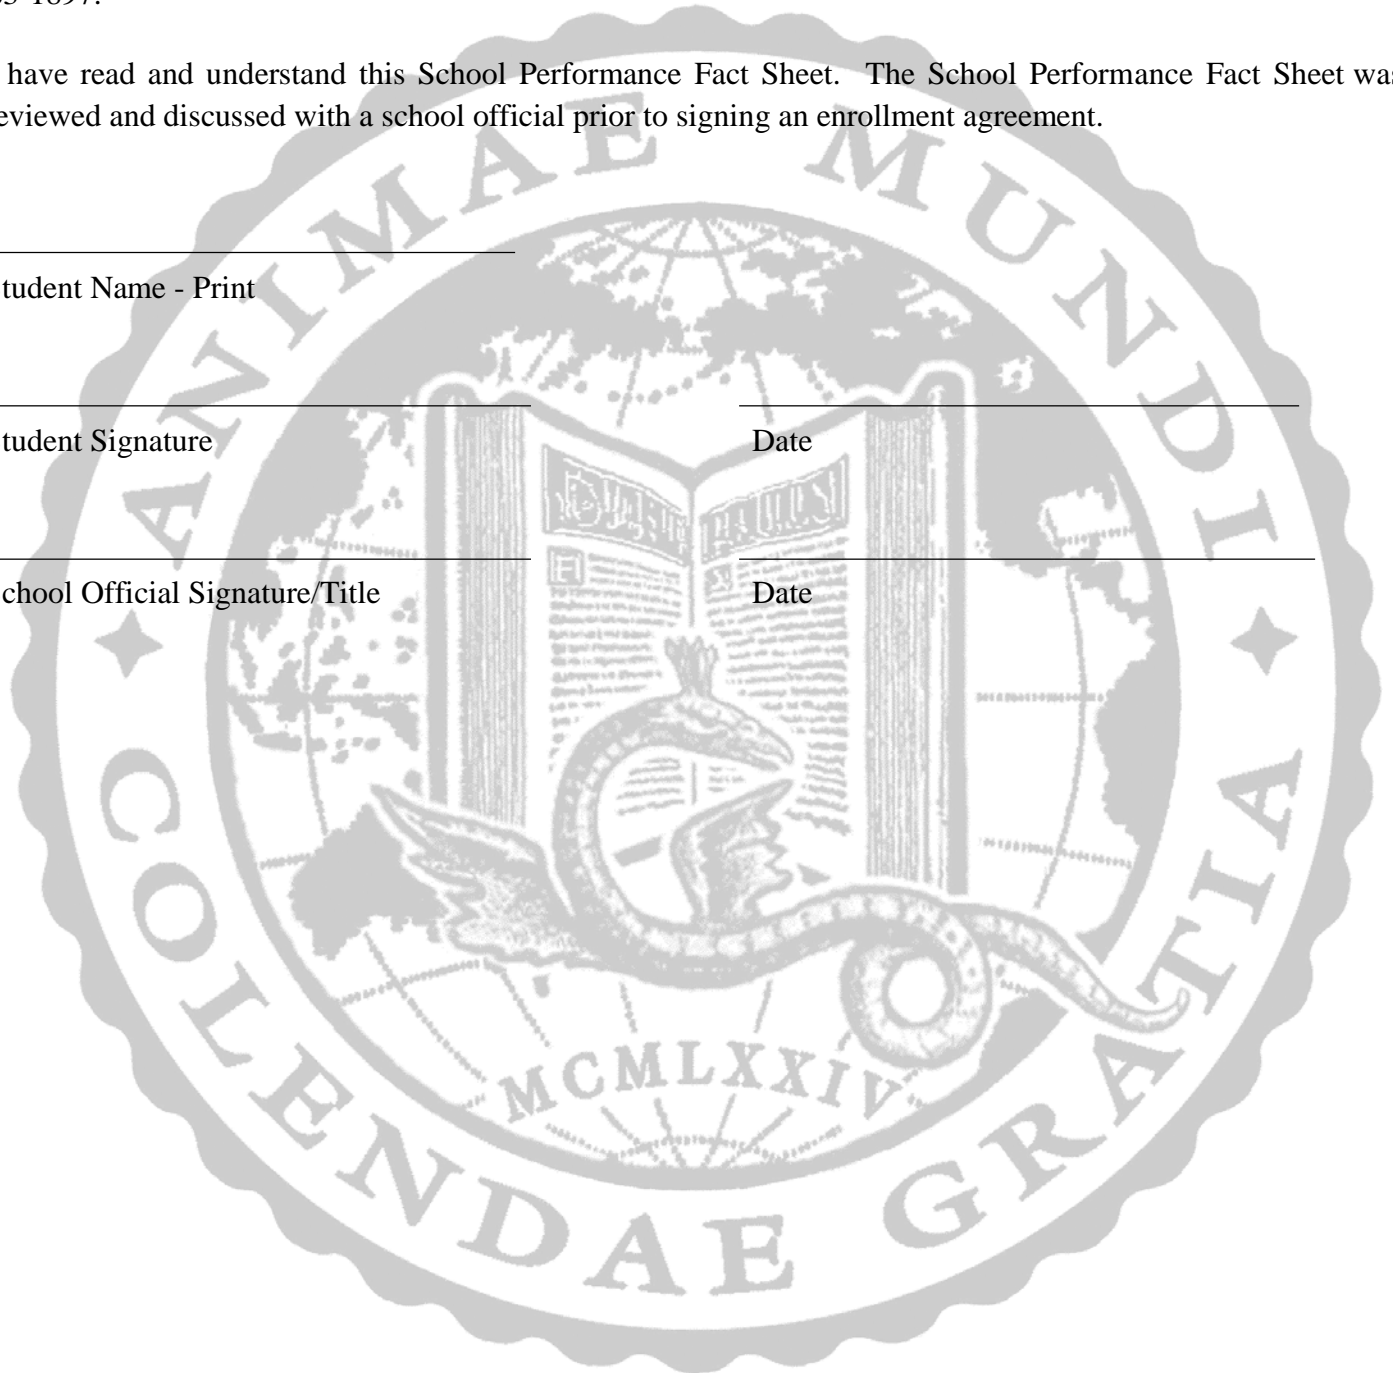 have read and understand this School Performance Fact Sheet. The School Performance Fact Sheet was
eviewed and discussed with a school official prior to signing an enrollment agreement.
tudent Name - Print
tudent Signature
Date
chool Official Signature/Title
Date
ANIMAE MUNDI
COLENDAE GRATIA
MCMLXXIV